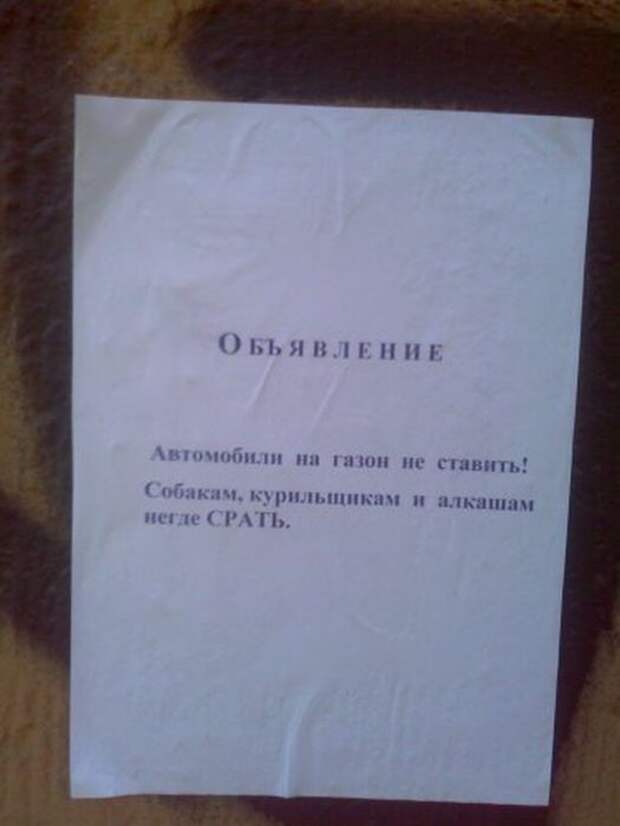 Объявление
Автомобили на газон не ставить!
Собакам, курильщикам и алкашам
негде СРАТЬ.